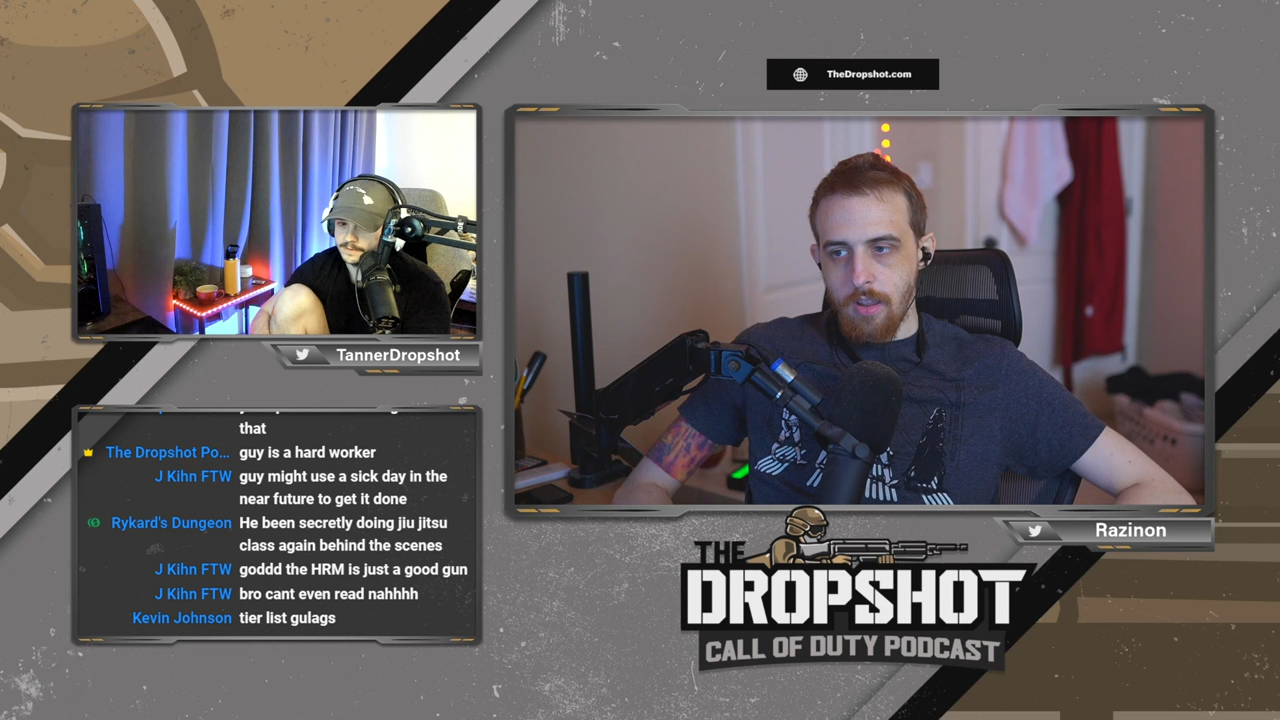 TheDropshot.com
TannerDropshot
that
The Dropshot Po... guy is a hard worker
J Kihn FTW guy might use a sick day in the
near future to get it done
Rykard's Dungeon He been secretly doing jiu jitsu
class again behind the scenes
J Kihn FTW goddd the HRM is just a good gun
J Kihn FTW bro cant even read nahhhh
Kevin Johnson tier list gulags
Razinon
THE
DROPSHOT
CALL OF DUTY PODCAST